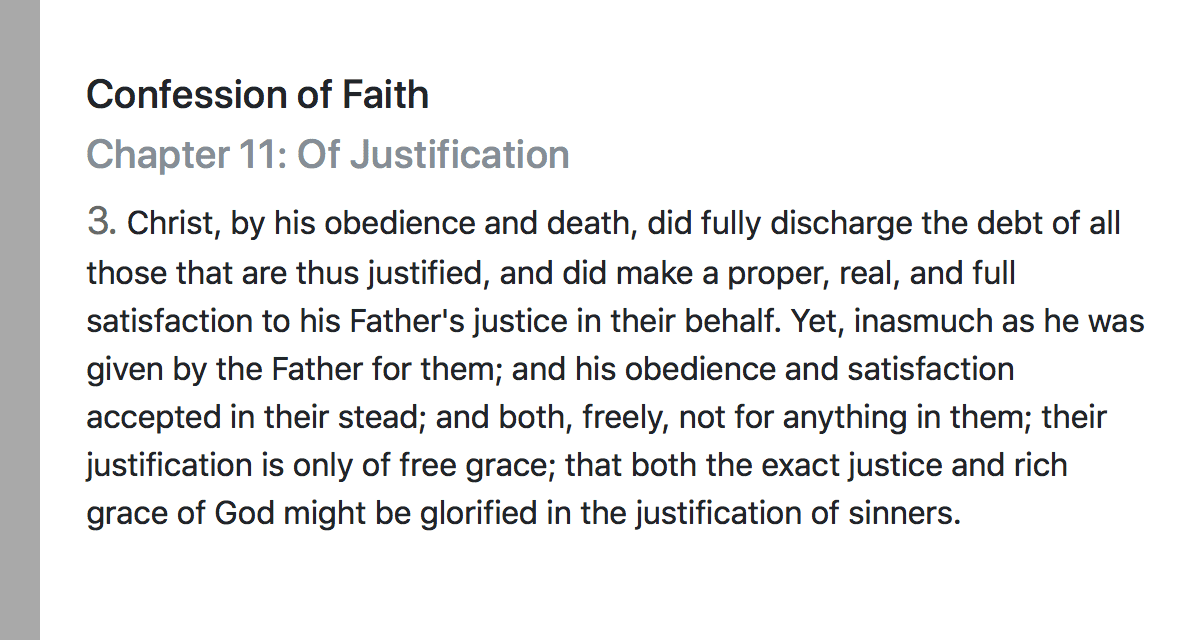 Confession of Faith
Chapter 11: Of Justification
3. Christ, by his obedience and death, did fully discharge the debt of all
those that are thus justified, and did make a proper, real, and full
satisfaction to his Father's justice in their behalf. Yet, inasmuch as he was
given by the Father for them; and his obedience and satisfaction
accepted in their stead; and both, freely, not for anything in them; their
justification is only of free grace; that both the exact justice and rich
grace of God might be glorified in the justification of sinners.